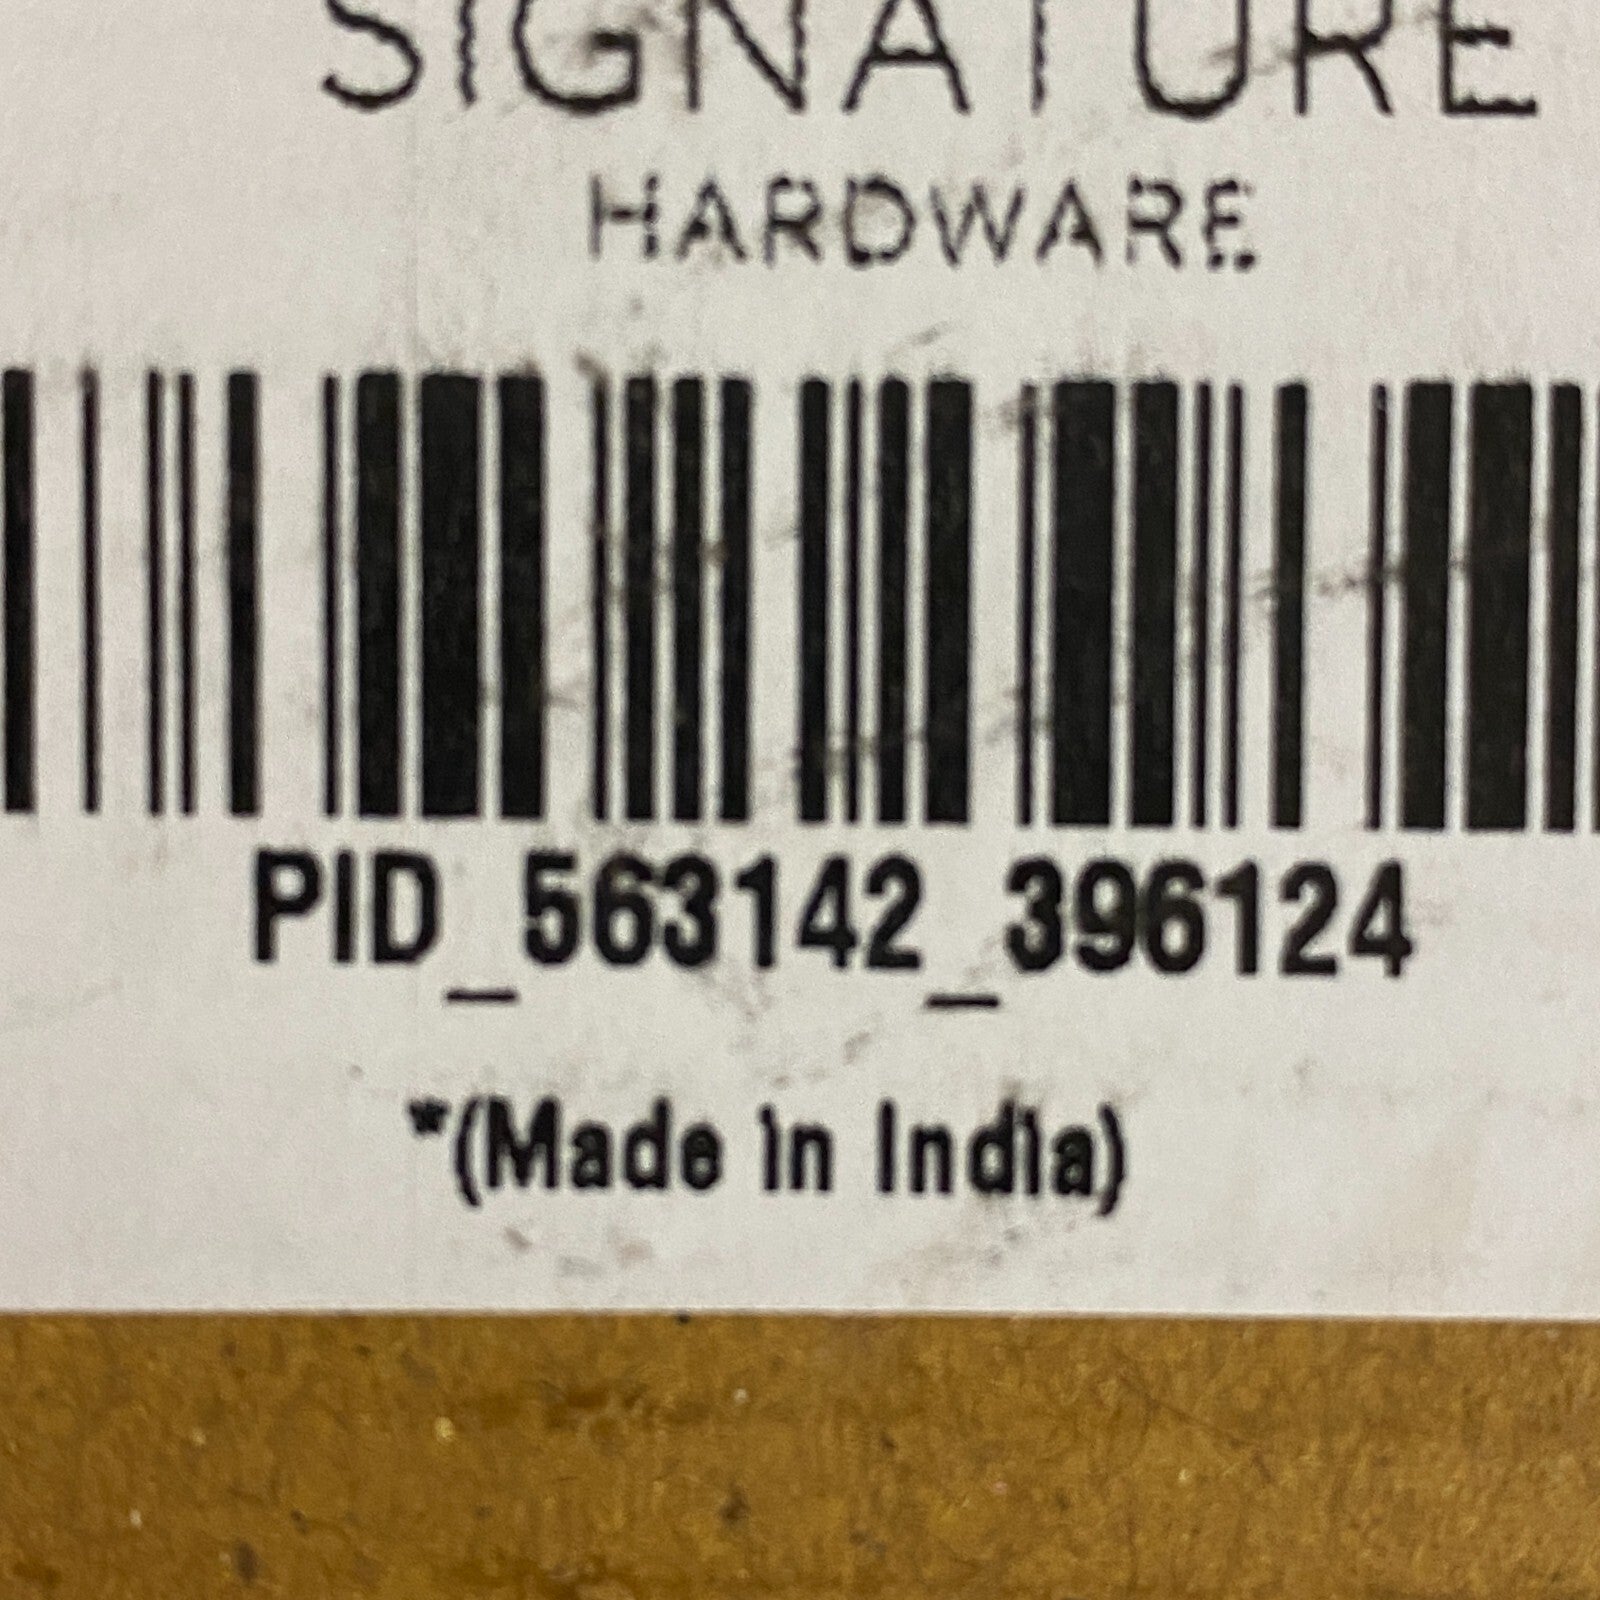 SIGNATURE
HARDWARE
PID_563142_396124
*(Made in India)